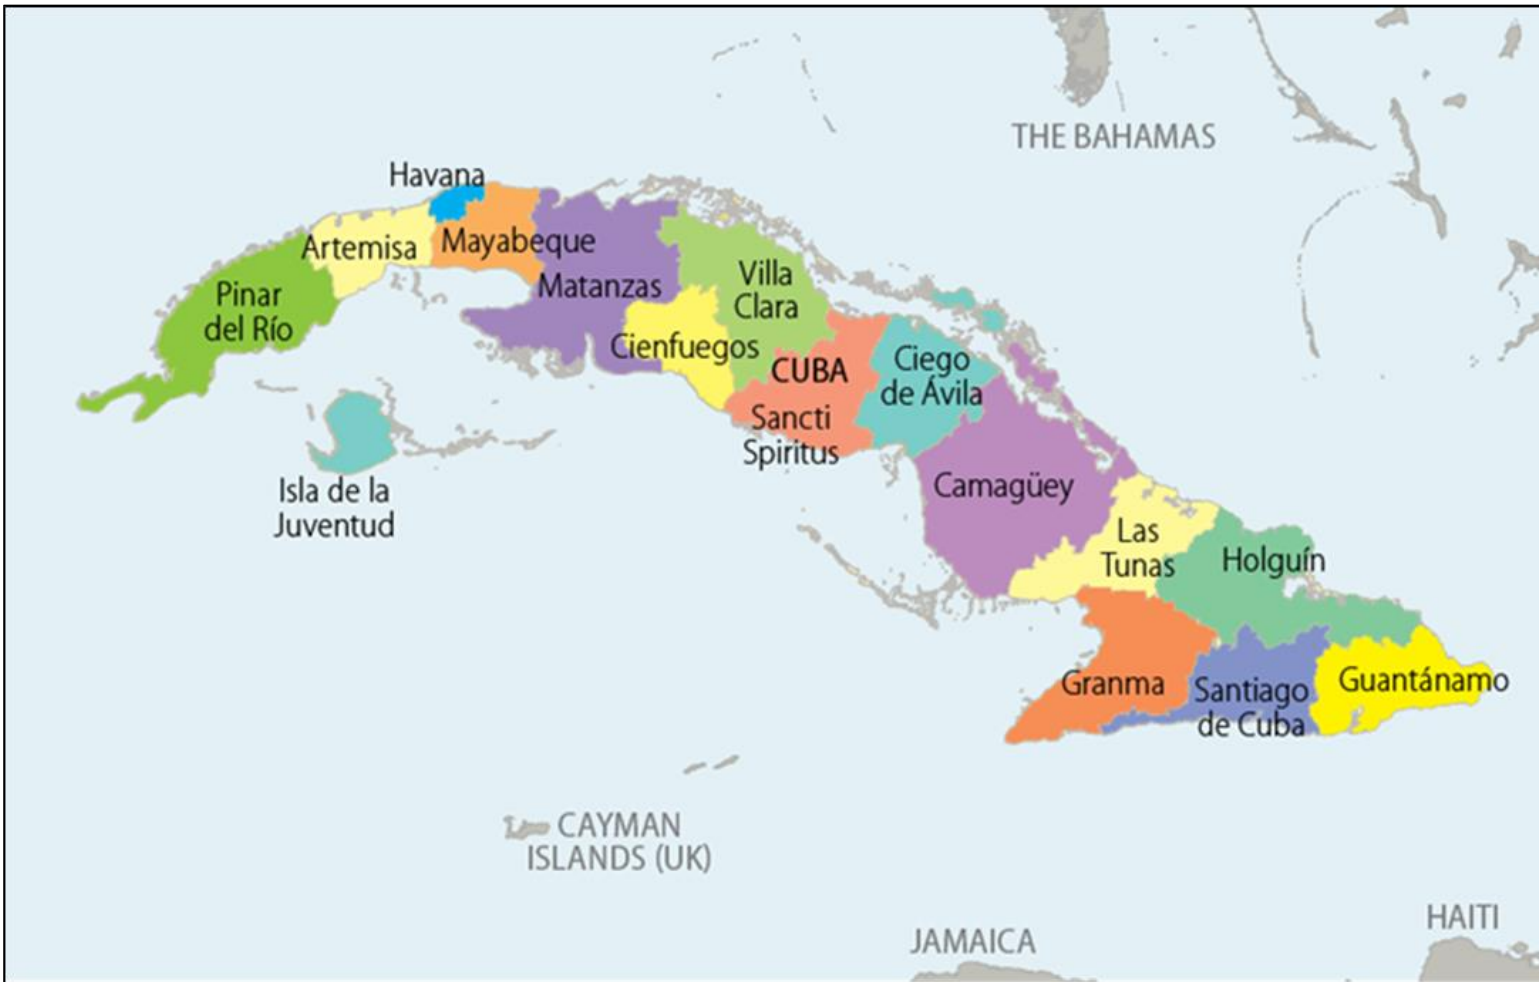 THE BAHAMAS
Havana
Artemisa
Mayabeque
Pinar
del Río
Matanzas
Villa
Clara
Cienfuegos
CUBA
Ciego
de Ávila
Sancti
Spiritus
Isla de la
Juventud
Camagüey
Las
Tunas
Holguín
Granma
Santiago
de Cuba
Guantánamo
CAYMAN
ISLANDS (UK)
JAMAICA
HAITI